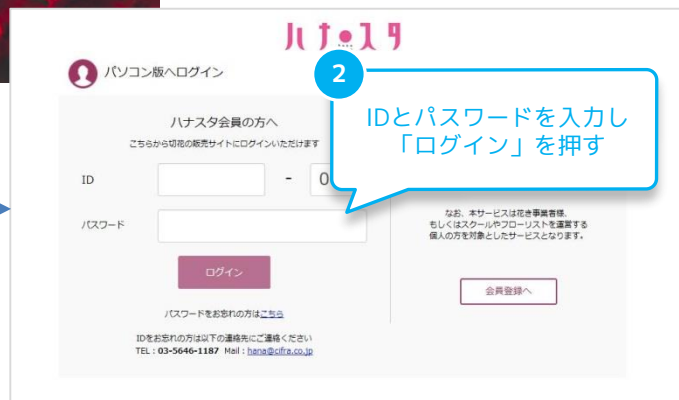 ハナスタ
パソコン版へログイン
2
IDとパスワードを入力し
「ログイン」を押す
ハナスタ会員の方へ
こちらから切花の販売サイトにログインいただけます
ID
-
0
パスワード
ログイン
パスワードをお忘れの方はこちら
IDをお忘れの方は以下の連絡先にご連絡ください
TEL : 03-5646-1187 Mail : hana@cifra.co.jp
なお、本サービスは花き事業者様、
もしくはスクールやフローリストを運営する
個人の方を対象としたサービスとなります。
会員登録へ